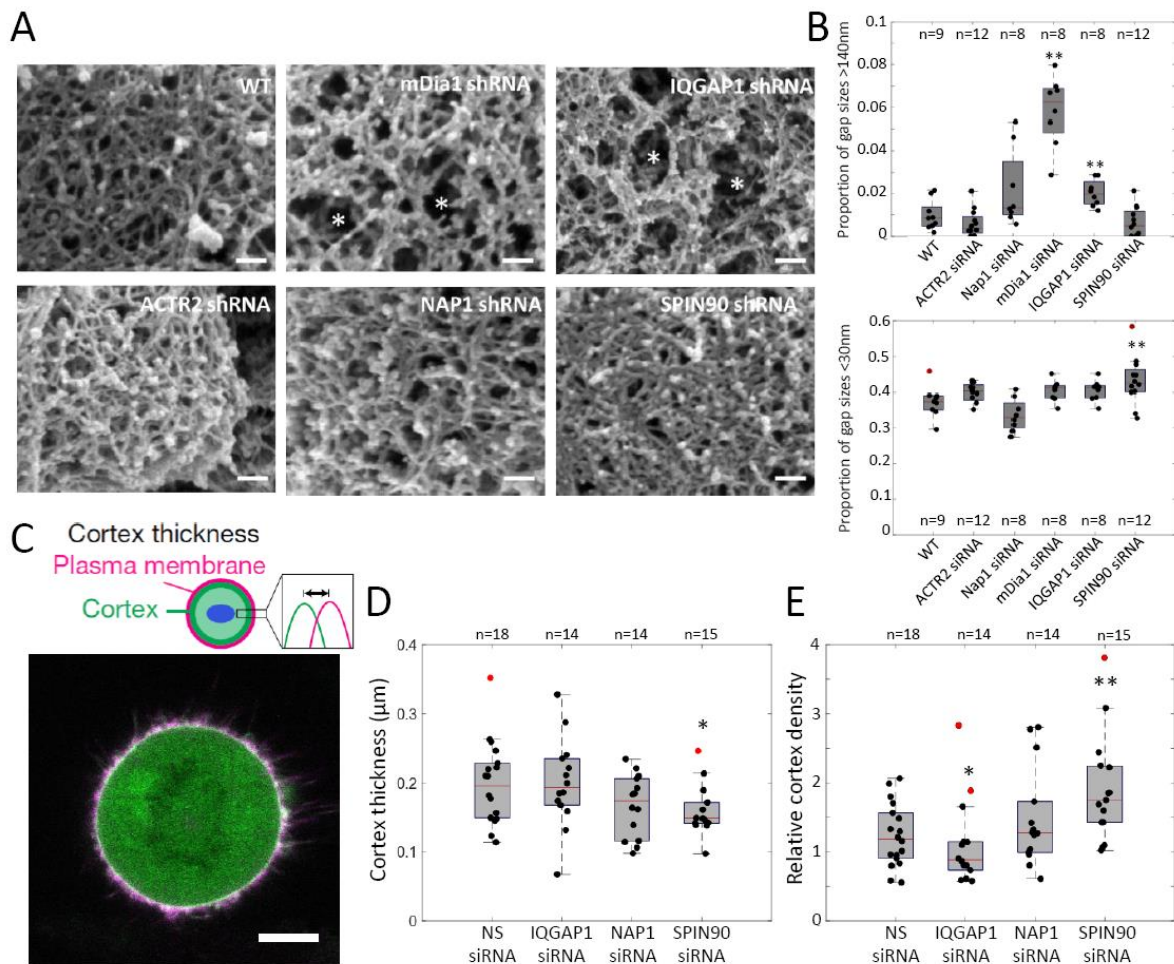 A
WT
mDia1 shRNA
IQGAP1 shRNA
*
*
*
*
ACTR2 shRNA
NAP1 shRNA
SPIN90 shRNA
B
Proportion of gap sizes >140nm
0.1
0.08
0.06
0.04
0.02
0
n=9 n=12 n=8 n=8 n=8 n=12
**
**
WT
ACTR2 siRNA
Nap1 siRNA
mDia1 siRNA
IQGAP1 siRNA
SPIN90 siRNA
Proportion of gap sizes <30nm
0.6
0.5
0.4
0.3
0.2
0.1
0
**
n=9 n=12 n=8 n=8 n=8 n=12
WT
ACTR2 siRNA
Nap1 siRNA
mDia1 siRNA
IQGAP1 siRNA
SPIN90 siRNA
C
Cortex thickness
Plasma membrane
Cortex
D
Cortex thickness (μm)
0.4
0.3
0.2
0.1
0
n=18 n=14 n=14 n=15
*
NS siRNA
IQGAP1 siRNA
NAP1 siRNA
SPIN90 siRNA
E
Relative cortex density
4
3
2
1
0
n=18 n=14 n=14 n=15
*
**
NS siRNA
IQGAP1 siRNA
NAP1 siRNA
SPIN90 siRNA